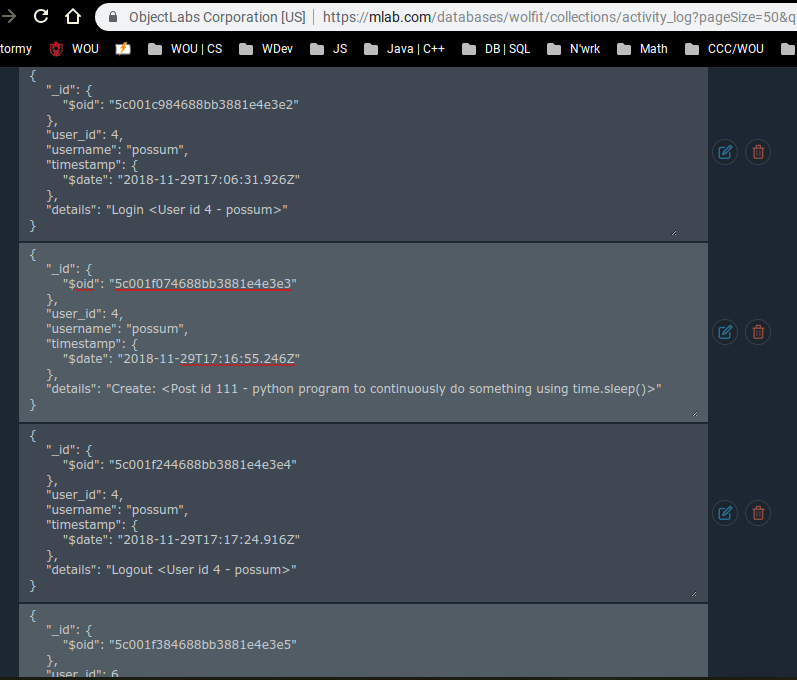 ObjectLabs Corporation [US] | https://mlab.com/databases/wolfit/collections/activity_log?pageSize=50&q
tormy WOU WOU | CS WDev JS Java | C++ DB | SQL N'wrk Math CCC/WOU
{
"_id": {
"$oid": "5c001c984688bb3881e4e3e2"
},
"user_id": 4,
"username": "possum",
"timestamp": {
"$date": "2018-11-29T17:06:31.926Z"
},
"details": "Login <User id 4 - possum>"
}
{
"_id": {
"$oid": "5c001f074688bb3881e4e3e3"
},
"user_id": 4,
"username": "possum",
"timestamp": {
"$date": "2018-11-29T17:16:55.246Z"
},
"details": "Create: <Post id 111 - python program to continuously do something using time.sleep()>"
}
{
"_id": {
"$oid": "5c001f244688bb3881e4e3e4"
},
"user_id": 4,
"username": "possum",
"timestamp": {
"$date": "2018-11-29T17:17:24.916Z"
},
"details": "Logout <User id 4 - possum>"
}
{
"_id": {
"$oid": "5c001f384688bb3881e4e3e5"
},
"user_id": 6